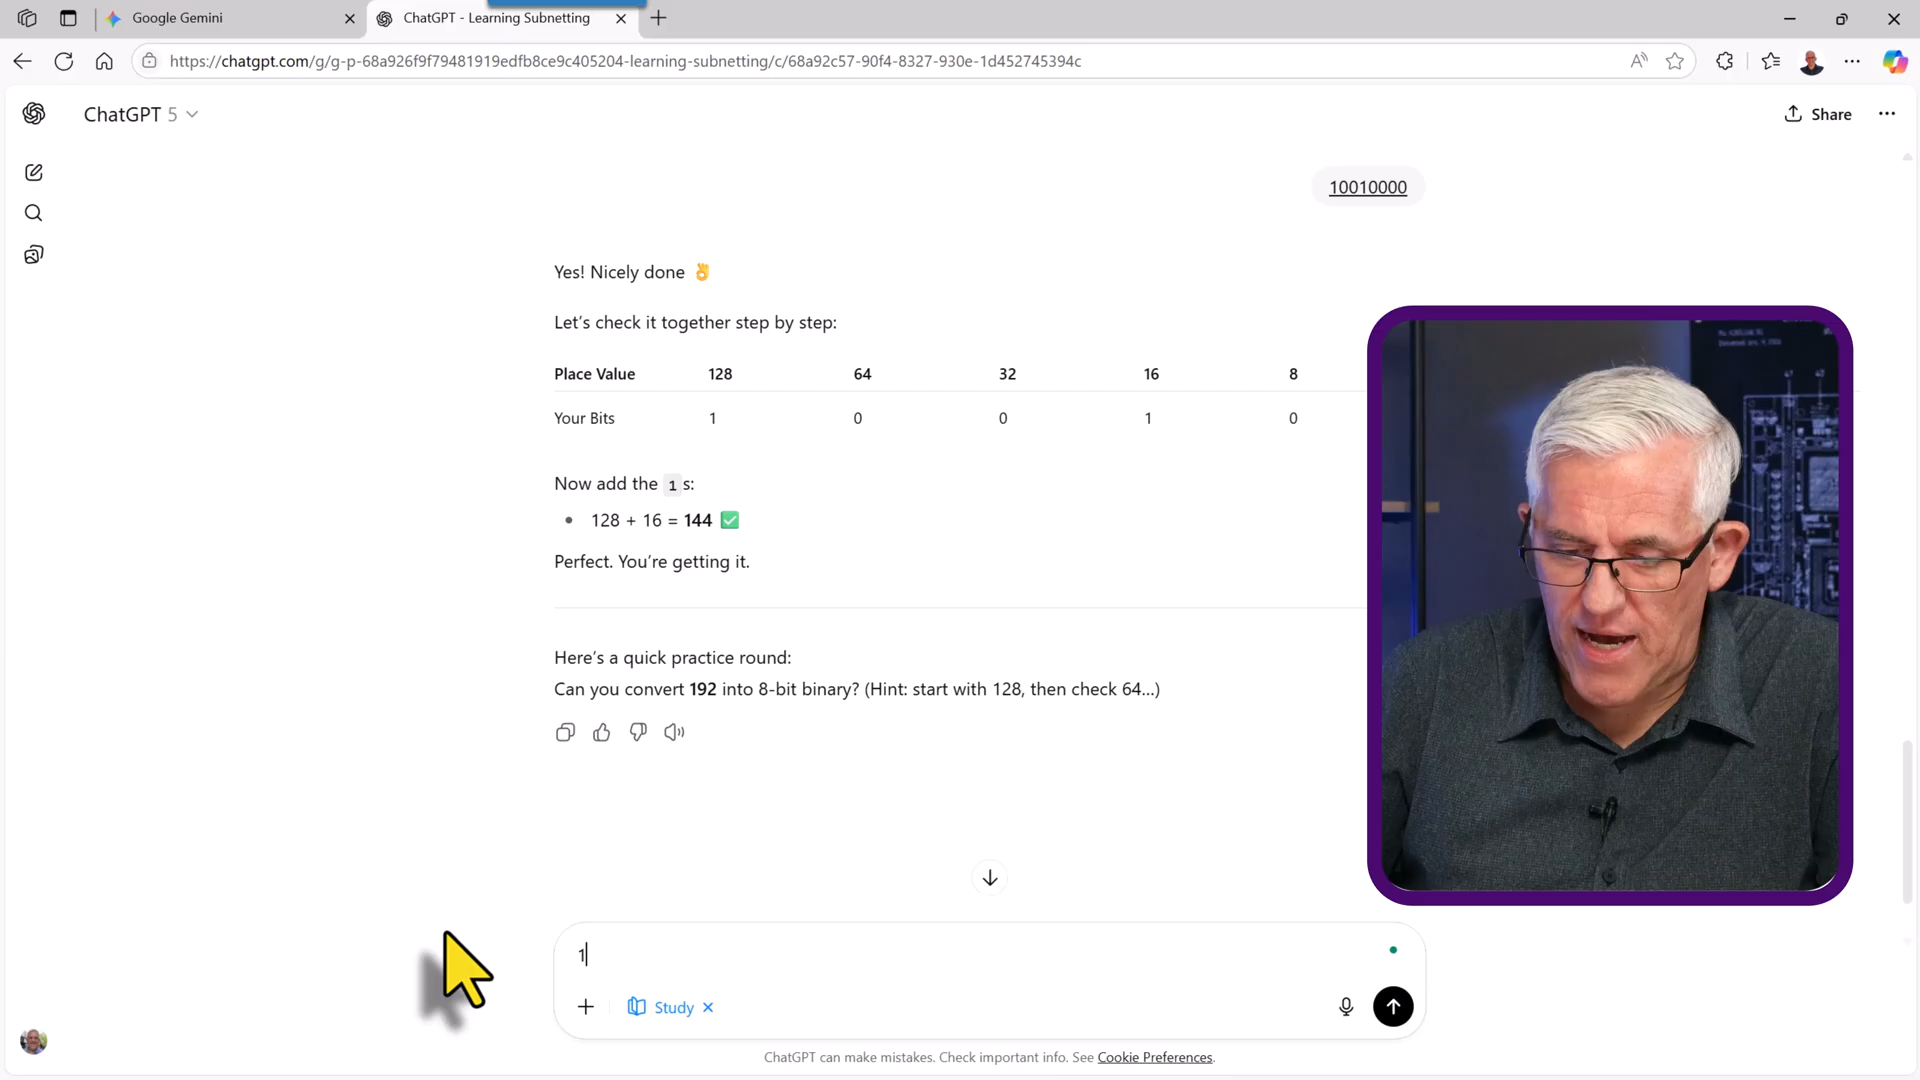 Google Gemini
ChatGPT - Learning Subnetting
https://chatgpt.com/g/g-p-68a926f9f79481919edfb8ce9c405204-learning-subnetting/c/68a92c57-90f4-8327-930e-1d452745394c
ChatGPT 5
Share
10010000
Yes! Nicely done 👌
Let's check it together step by step:
Place Value 128 64 32 16 8
Your Bits 1 0 0 1 0
Now add the 1 s:
• 128 + 16 = 144 ✅
Perfect. You're getting it.
Here's a quick practice round:
Can you convert 192 into 8-bit binary? (Hint: start with 128, then check 64...)
1
Study
ChatGPT can make mistakes. Check important info. See Cookie Preferences.